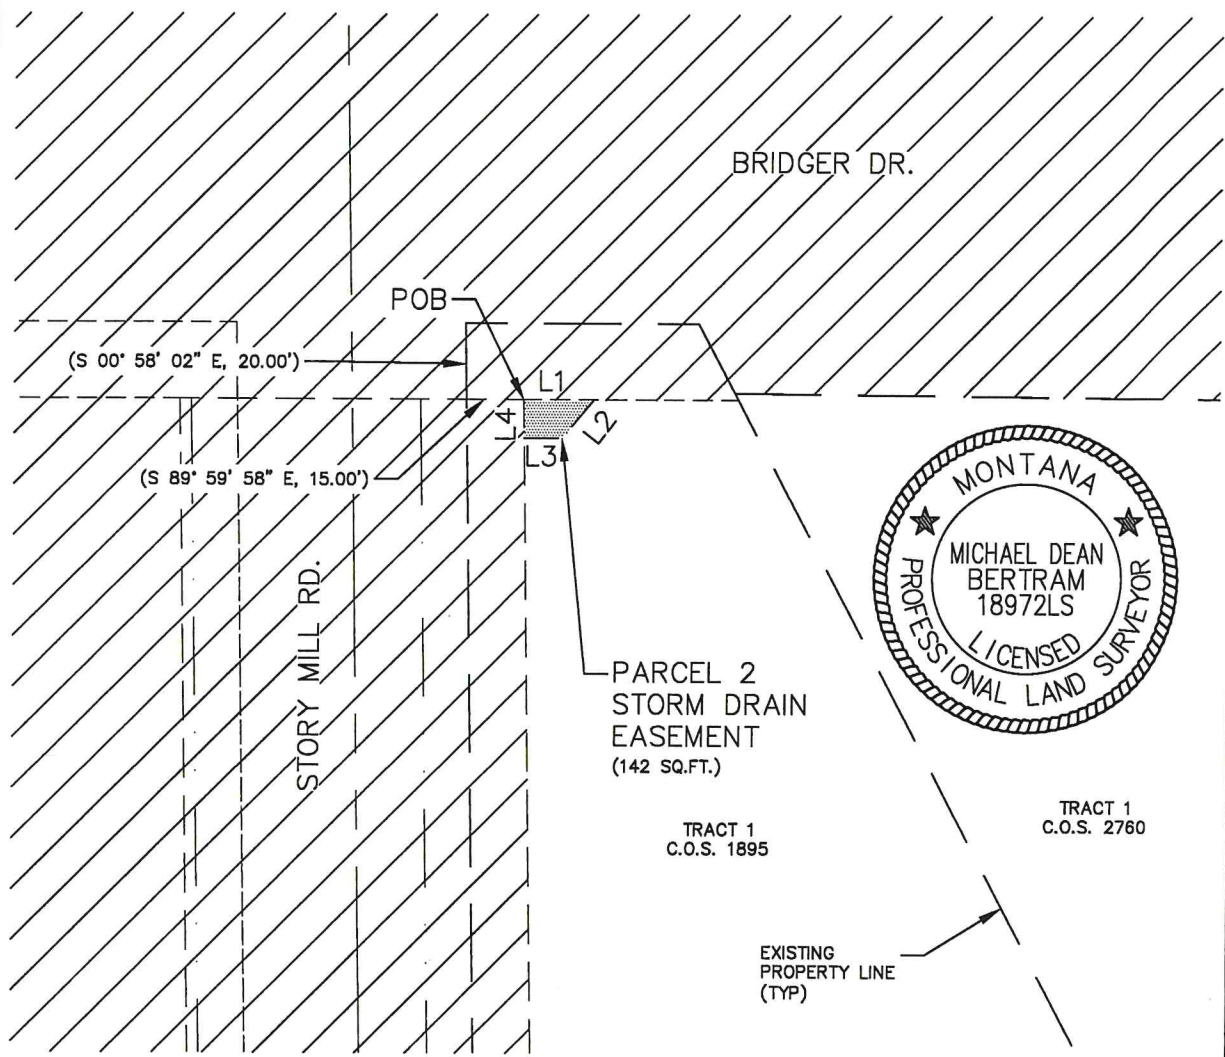 BRIDGER DR.
POB
(S 00° 58' 02" E, 20.00')
L1
L4
L2
L3
(S 89° 59' 58" E, 15.00')
MONTANA
MICHAEL DEAN
BERTRAM
18972LS
LICENSED
PROFESSIONAL LAND SURVEYOR
STORY MILL RD.
PARCEL 2
STORM DRAIN
EASEMENT
(142 SQ.FT.)
TRACT 1
C.O.S. 1895
TRACT 1
C.O.S. 2760
EXISTING
PROPERTY LINE
(TYP)